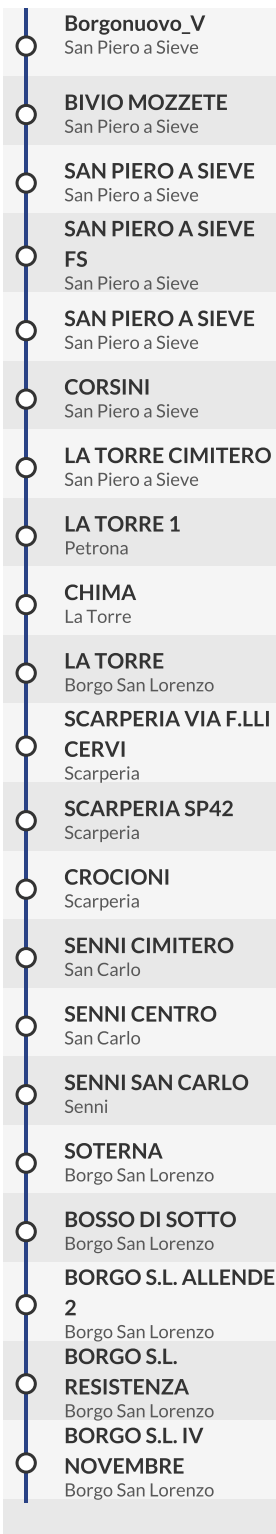 Borgonuovo_V
San Piero a Sieve
BIVIO MOZZETE
San Piero a Sieve
SAN PIERO A SIEVE
San Piero a Sieve
SAN PIERO A SIEVE
FS
San Piero a Sieve
SAN PIERO A SIEVE
San Piero a Sieve
CORSINI
San Piero a Sieve
LA TORRE CIMITERO
San Piero a Sieve
LA TORRE 1
Petrona
CHIMA
La Torre
LA TORRE
Borgo San Lorenzo
SCARPERIA VIA F.LLI
CERVI
Scarperia
SCARPERIA SP42
Scarperia
CROCIONI
Scarperia
SENNI CIMITERO
San Carlo
SENNI CENTRO
San Carlo
SENNI SAN CARLO
Senni
SOTERNA
Borgo San Lorenzo
BOSSO DI SOTTO
Borgo San Lorenzo
BORGO S.L. ALLENDE
2
Borgo San Lorenzo
BORGO S.L.
RESISTENZA
Borgo San Lorenzo
BORGO S.L. IV
NOVEMBRE
Borgo San Lorenzo